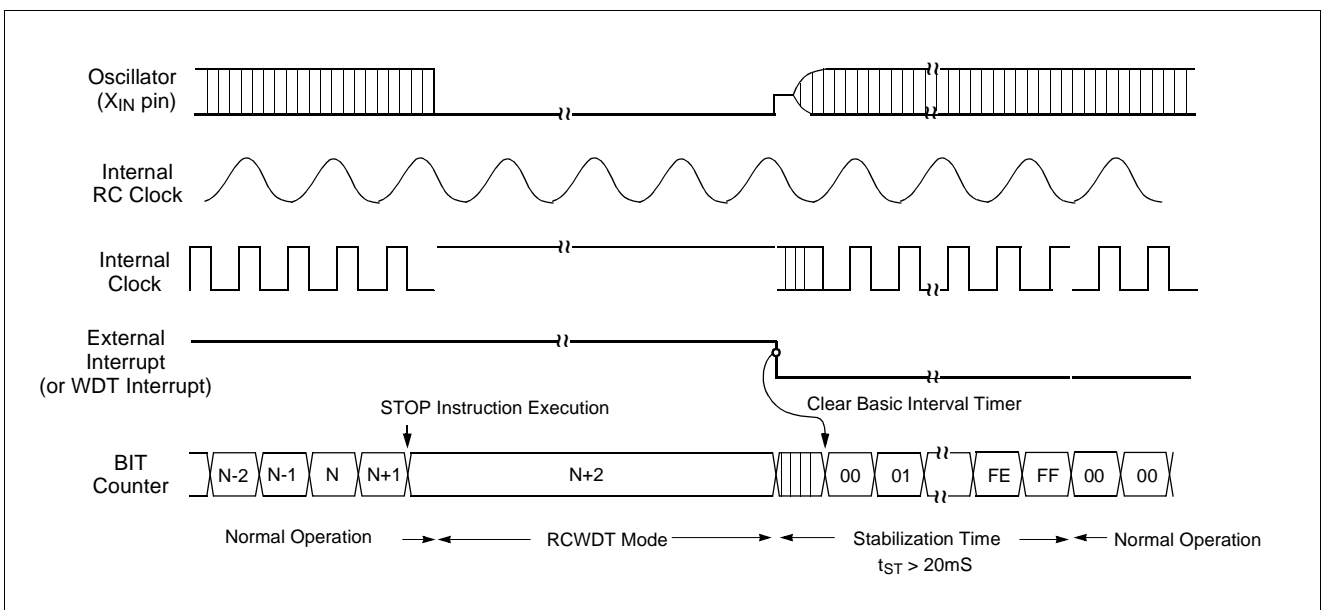 Oscillator
(XIN pin)
Internal
RC Clock
Internal
Clock
External
Interrupt
(or WDT Interrupt)
STOP Instruction Execution
Clear Basic Interval Timer
BIT
Counter
N-2 N-1 N N+1 N+2 00 01 FE FF 00 00
Normal Operation RCWDT Mode Stabilization Time Normal Operation
tST > 20mS